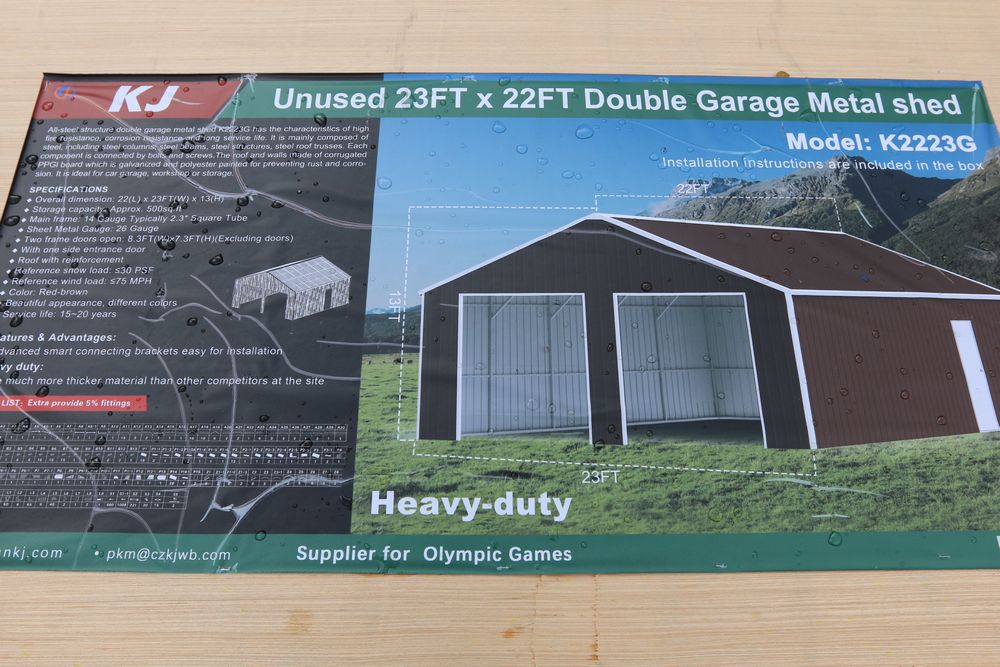 KJ
Unused 23FT x 22FT Double Garage Metal shed
Model: K2223G
Installation instructions are included in the box
All-steel structure double garage metal shed K2223G has the characteristics of high
fire resistance, corrosion resistance and long service life. It is mainly composed of
steel, including steel columns, steel beams, steel structures, steel roof trusses. Each
component is connected by bolts and screws.The roof and walls made of corrugated
PPGI board which is galvanized and polyester painted for preventing rust and corro-
sion. It is ideal for car garage, workshop or storage.
SPECIFICATIONS
◆ Overall dimension: 22(L) x 23FT(W) x 13(H)
◆ Storage capacity: Approx. 500sq.ft
◆ Main frame: 14 Gauge Typically 2.3" Square Tube
◆ Sheet Metal Gauge: 26 Gauge
◆ Two frame doors open: 8.3FT(W)×7.3FT(H)(Excluding doors)
◆ With one side entrance door
◆ Roof with reinforcement
◆ Reference snow load: ≤30 PSF
◆ Reference wind load: ≤75 MPH
◆ Color: Red-brown
Beautiful appearance, different colors
Service life: 15~20 years
atures & Advantages:
dvanced smart connecting brackets easy for installation
vy duty:
e much more thicker material than other competitors at the site
LIST: Extra provide 5% fittings
22FT
13FT
23FT
Heavy-duty
nkj.com • pkm@czkjwb.com Supplier for Olympic Games